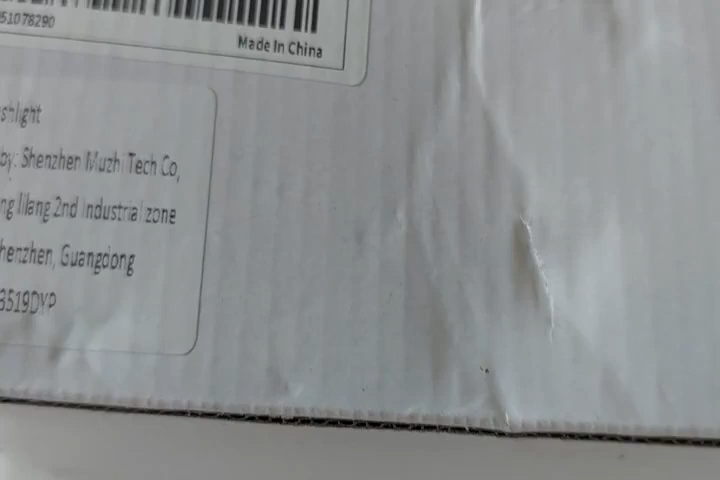 51078290
Made In China
shlight
by: Shenzhen Muzhi Tech Co,
ng lilang 2nd Industrial zone
henzhen, Guangdong
3519DYP